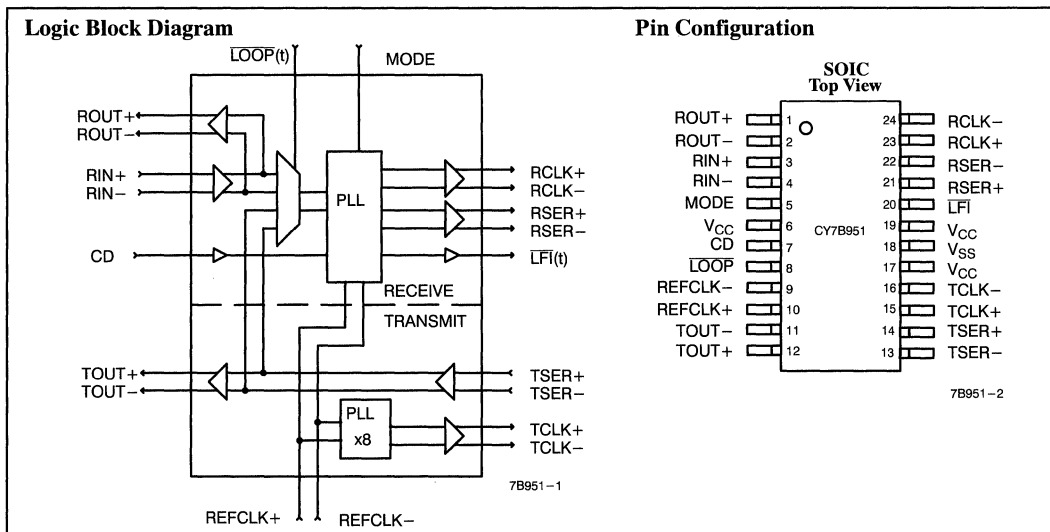 Logic Block Diagram
LOOP(t)
MODE
ROUT+
ROUT−
RIN+
RIN−
CD
PLL
RCLK+
RCLK−
RSER+
RSER−
LFI(t)
RECEIVE
TRANSMIT
TOUT+
TOUT−
TSER+
TSER−
PLL
x8
TCLK+
TCLK−
7B951−1
REFCLK+ REFCLK−
Pin Configuration
SOIC
Top View
ROUT+ 1 24 RCLK−
ROUT− 2 23 RCLK+
RIN+ 3 22 RSER−
RIN− 4 21 RSER+
MODE 5 20 LFI
VCC 6 CY7B951 19 VCC
CD 7 18 VSS
LOOP 8 17 VCC
REFCLK− 9 16 TCLK−
REFCLK+ 10 15 TCLK+
TOUT− 11 14 TSER+
TOUT+ 12 13 TSER−
7B951−2